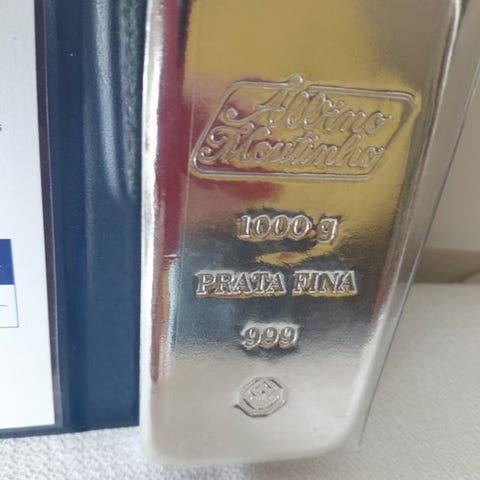 Albino
Moutinho
1000 g
PRATA FINA
999